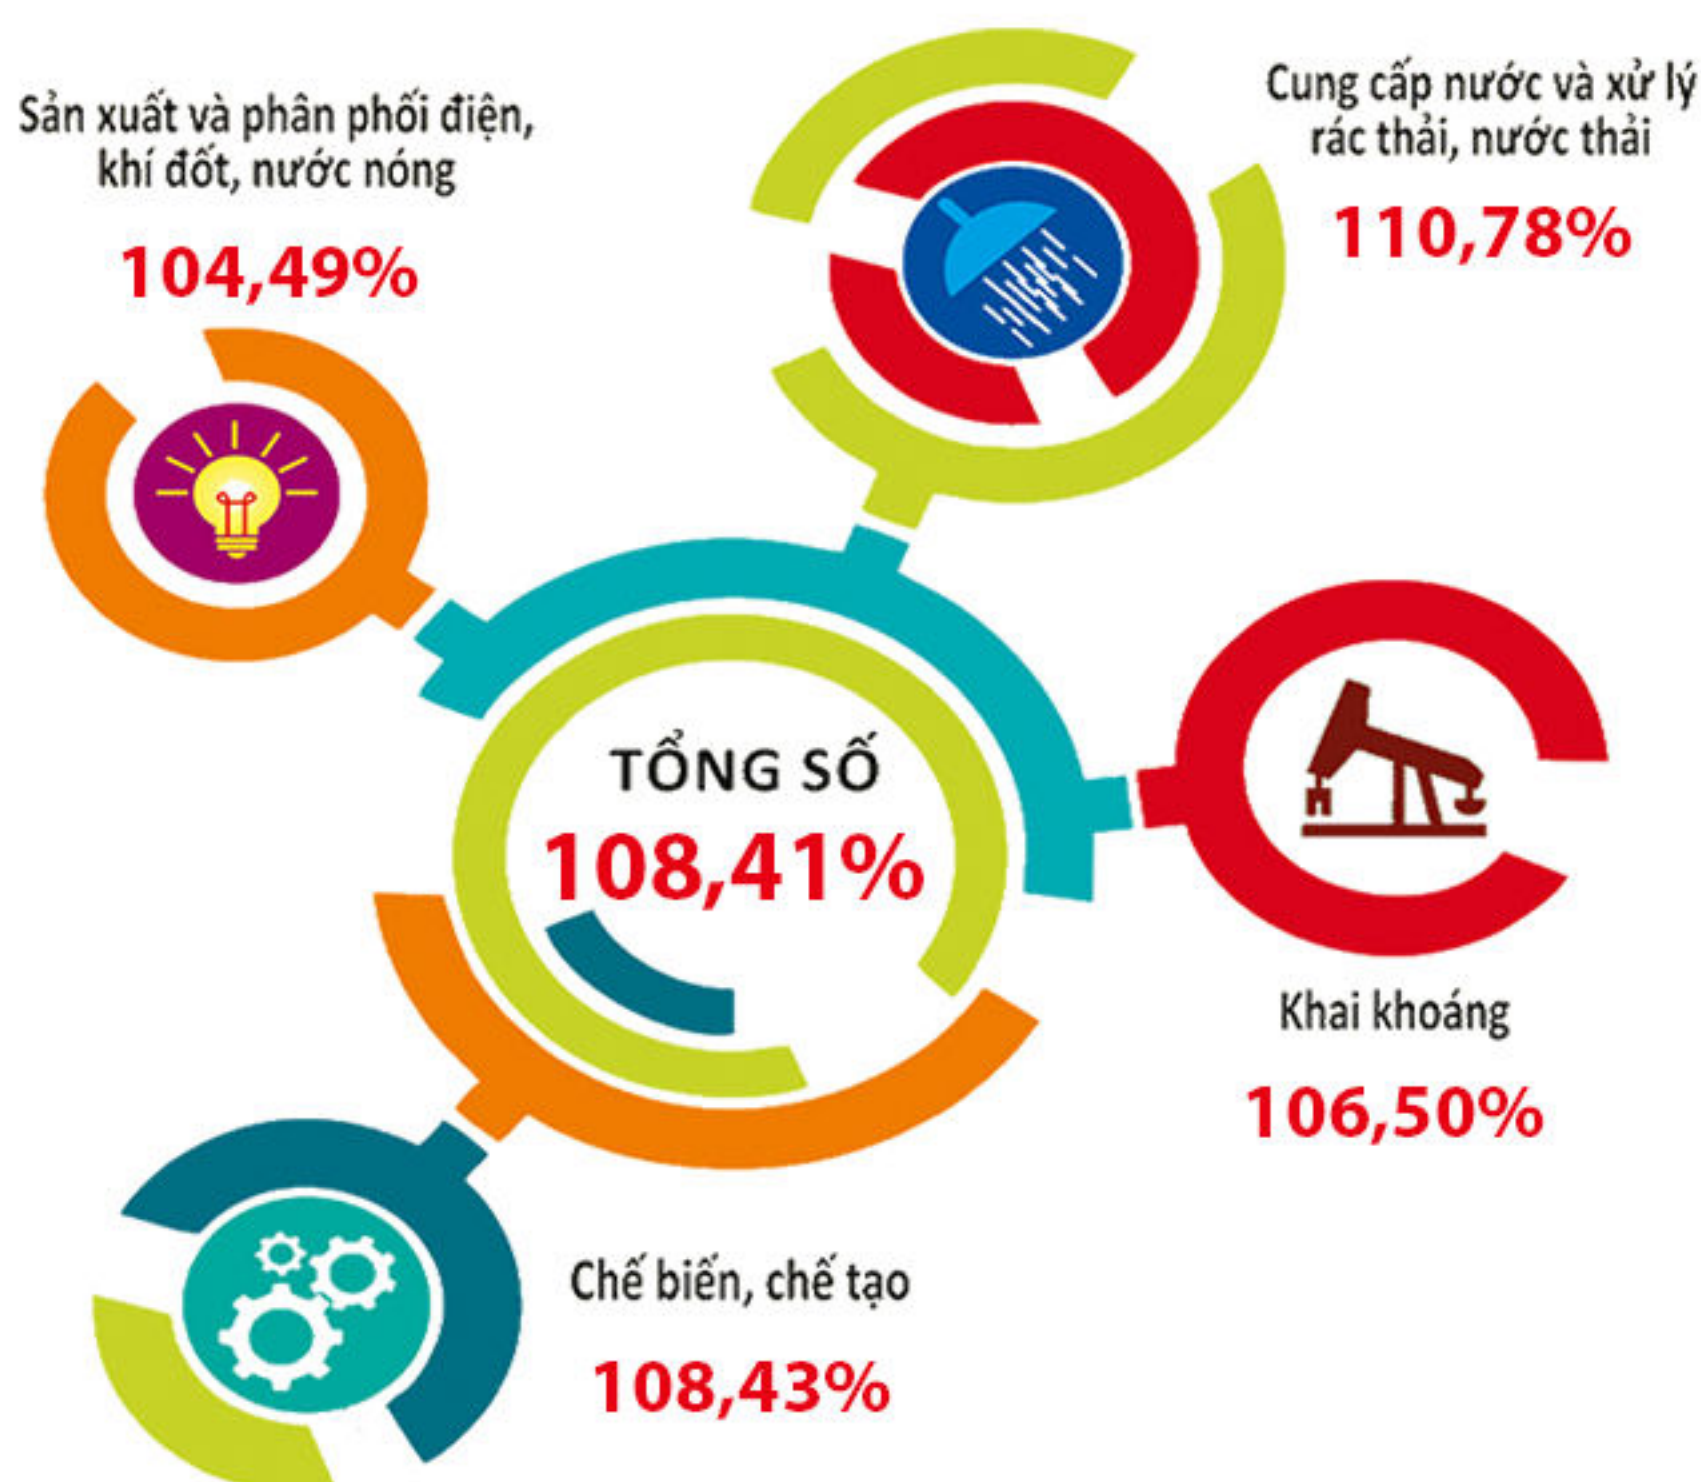 Sản xuất và phân phối điện,
khí đốt, nước nóng
104,49%
Cung cấp nước và xử lý
rác thải, nước thải
110,78%
TỔNG SỐ
108,41%
Khai khoáng
106,50%
Chế biến, chế tạo
108,43%